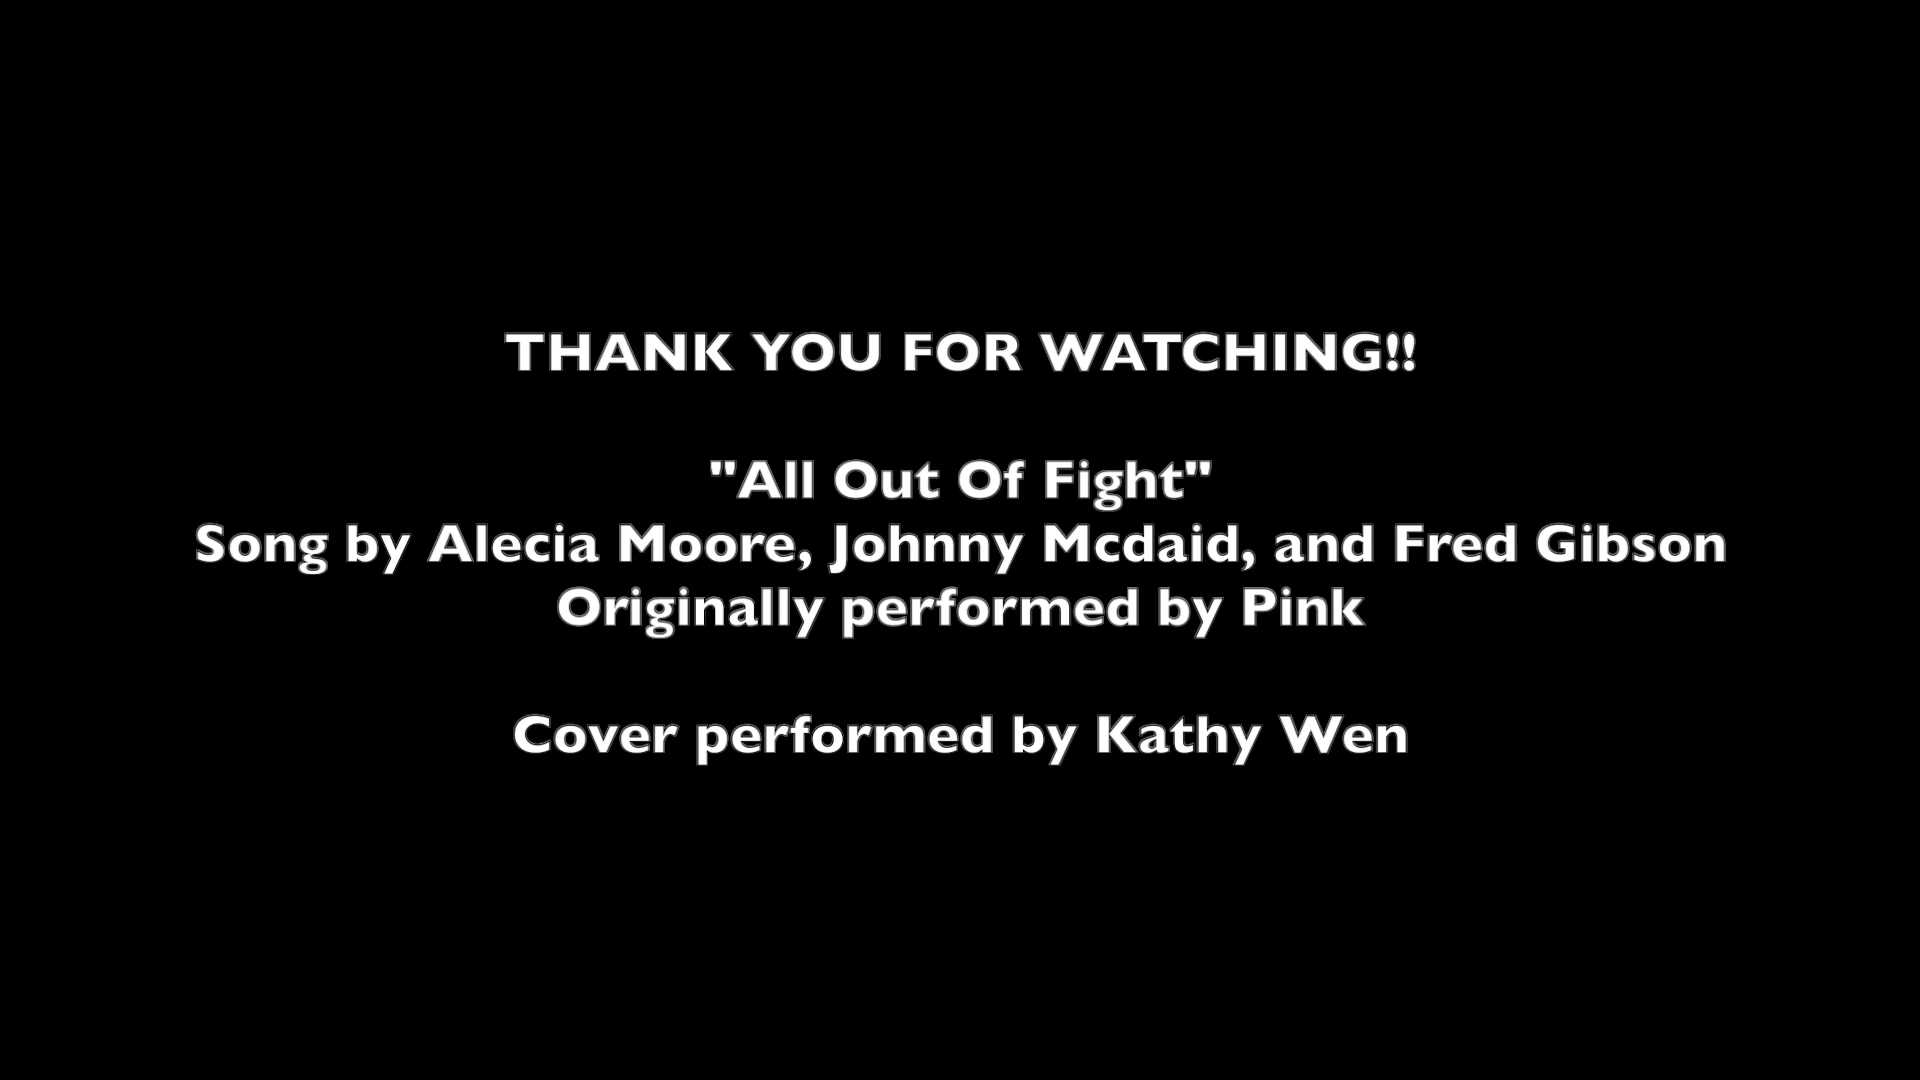 THANK YOU FOR WATCHING!!
"All Out Of Fight"
Song by Alecia Moore, Johnny Mcdaid, and Fred Gibson
Originally performed by Pink
Cover performed by Kathy Wen